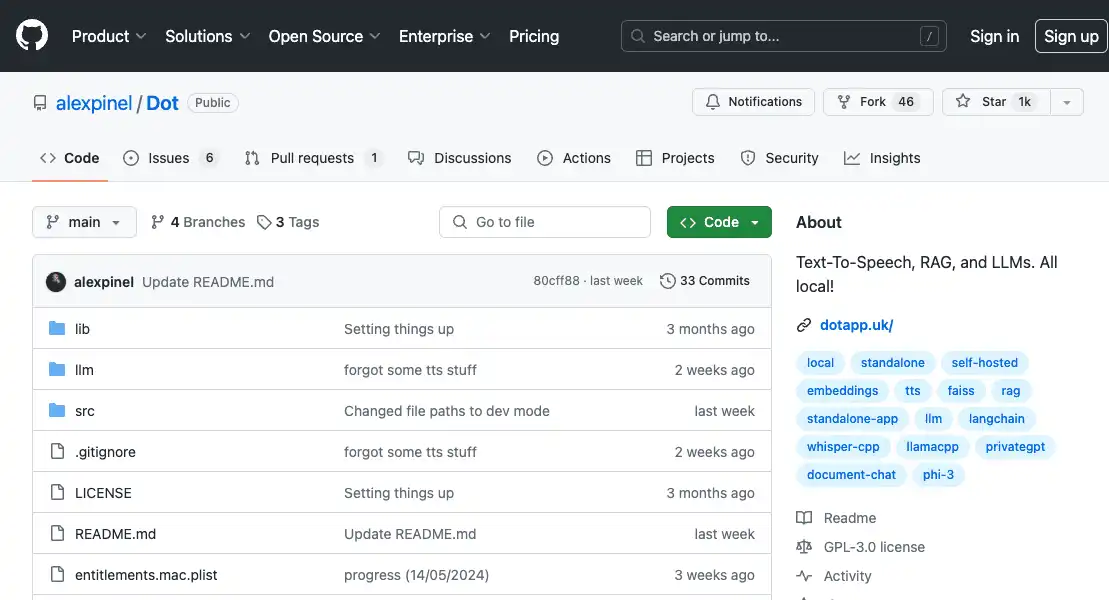 Product Solutions Open Source Enterprise Pricing Search or jump to... / Sign in Sign up
alexpinel / Dot Public Notifications Fork 46 Star 1k
Code Issues 6 Pull requests 1 Discussions Actions Projects Security Insights
main 4 Branches 3 Tags Go to file Code
alexpinel Update README.md 80cff88 · last week 33 Commits
lib Setting things up 3 months ago
llm forgot some tts stuff 2 weeks ago
src Changed file paths to dev mode last week
.gitignore forgot some tts stuff 2 weeks ago
LICENSE Setting things up 3 months ago
README.md Update README.md last week
entitlements.mac.plist progress (14/05/2024) 3 weeks ago
About
Text-To-Speech, RAG, and LLMs. All
local!
dotapp.uk/
local standalone self-hosted
embeddings tts faiss rag
standalone-app llm langchain
whisper-cpp llamacpp privategpt
document-chat phi-3
Readme
GPL-3.0 license
Activity